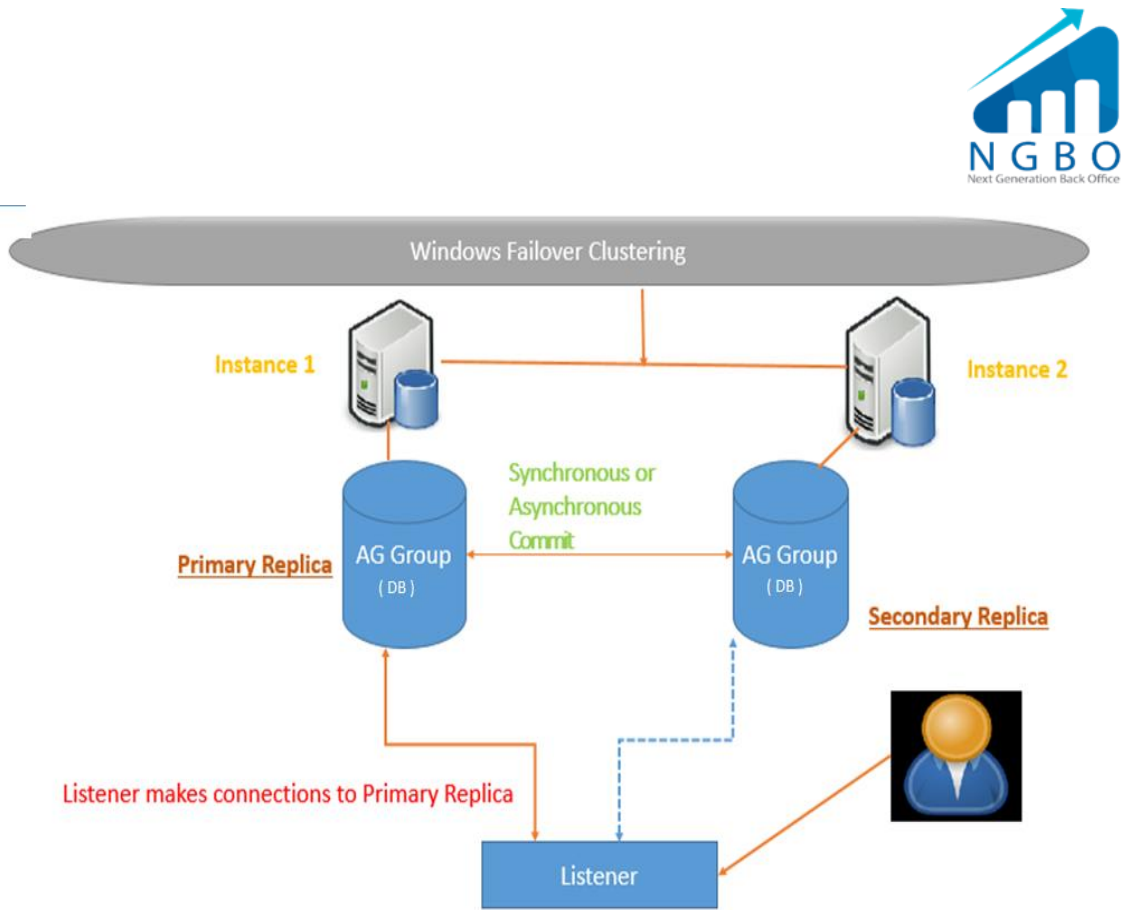 N G B O
Next Generation Back Office
Windows Failover Clustering
Instance 1
Instance 2
Synchronous or
Asynchronous
Commit
AG Group
( DB )
AG Group
( DB )
Primary Replica
Secondary Replica
Listener makes connections to Primary Replica
Listener